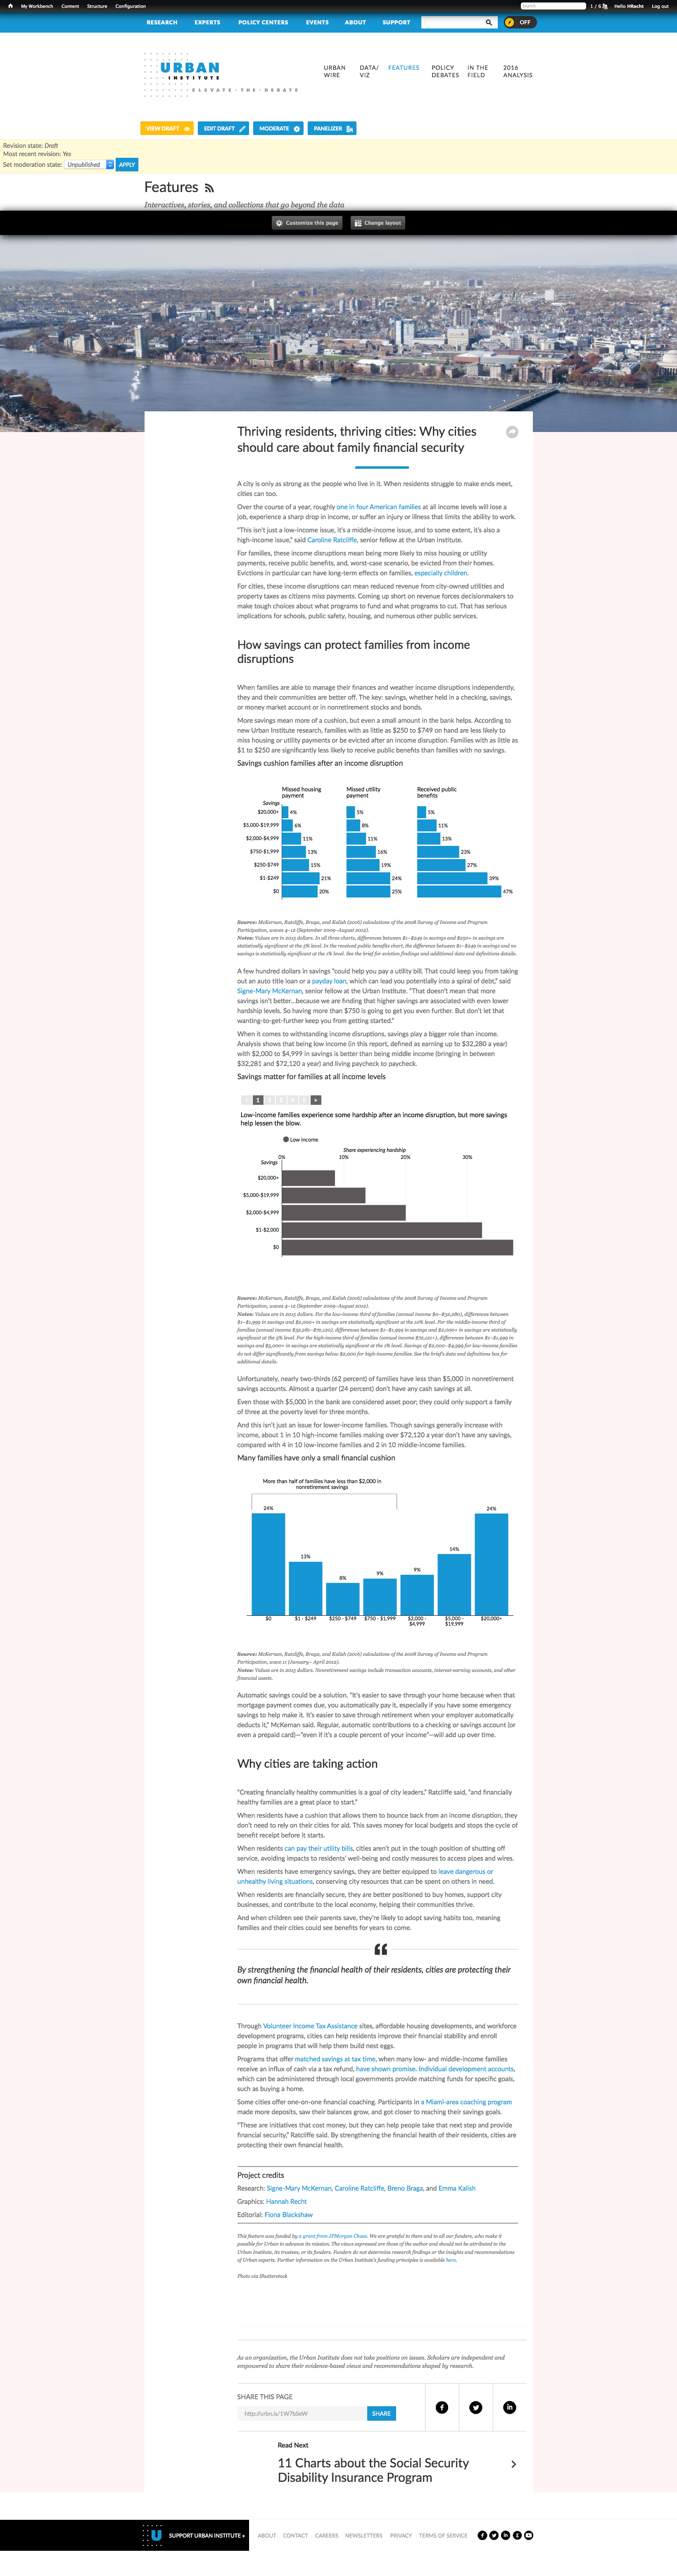 My Workbench Content Structure Configuration
1 / 6 Hello HRecht Log out
RESEARCH EXPERTS POLICY CENTERS EVENTS ABOUT SUPPORT
OFF
URBAN
INSTITUTE
ELEVATE • THE • DEBATE
URBAN WIRE DATA/VIZ FEATURES POLICY DEBATES IN THE FIELD 2016 ANALYSIS
VIEW DRAFT EDIT DRAFT MODERATE PANELIZER
Revision state: Draft
Most recent revision: Yes
Set moderation state: Unpublished APPLY
Features
Interactives, stories, and collections that go beyond the data
Customize this page Change layout
Thriving residents, thriving cities: Why cities
should care about family financial security
A city is only as strong as the people who live in it. When residents struggle to make ends meet,
cities can too.
Over the course of a year, roughly one in four American families at all income levels will lose a
job, experience a sharp drop in income, or suffer an injury or illness that limits the ability to work.
"This isn't just a low-income issue, it's a middle-income issue, and to some extent, it's also a
high-income issue," said Caroline Ratcliffe, senior fellow at the Urban Institute.
For families, these income disruptions mean being more likely to miss housing or utility
payments, receive public benefits, and, worst-case scenario, be evicted from their homes.
Evictions in particular can have long-term effects on families, especially children.
For cities, these income disruptions can mean reduced revenue from city-owned utilities and
property taxes as citizens miss payments. Coming up short on revenue forces decisionmakers to
make tough choices about what programs to fund and what programs to cut. That has serious
implications for schools, public safety, housing, and numerous other public services.
How savings can protect families from income
disruptions
When families are able to manage their finances and weather income disruptions independently,
they and their communities are better off. The key: savings, whether held in a checking, savings,
or money market account or in nonretirement stocks and bonds.
More savings mean more of a cushion, but even a small amount in the bank helps. According to
new Urban Institute research, families with as little as $250 to $749 on hand are less likely to
miss housing or utility payments or be evicted after an income disruption. Families with as little as
$1 to $250 are significantly less likely to receive public benefits than families with no savings.
Savings cushion families after an income disruption
Missed housing payment Missed utility payment Received public benefits
Savings
$20,000+ 4% 5% 5%
$5,000-$19,999 6% 8% 11%
$2,000-$4,999 11% 11% 13%
$750-$1,999 13% 16% 23%
$250-$749 15% 19% 27%
$1-$249 21% 24% 39%
$0 20% 25% 47%
Source: McKernan, Ratcliffe, Braga, and Kalish (2016) calculations of the 2008 Survey of Income and Program
Participation, waves 4–12 (September 2009–August 2012).
Notes: Values are in 2015 dollars. In all three charts, differences between $1–$249 in savings and $250+ in savings are
statistically significant at the 5% level. In the received public benefits chart, the difference between $1–$249 in savings and no
savings is statistically significant at the 1% level. See the brief for eviction findings and additional data and definitions details.
A few hundred dollars in savings "could help you pay a utility bill. That could keep you from taking
out an auto title loan or a payday loan, which can lead you potentially into a spiral of debt," said
Signe-Mary McKernan, senior fellow at the Urban Institute. "That doesn't mean that more
savings isn't better...because we are finding that higher savings are associated with even lower
hardship levels. So having more than $750 is going to get you even further. But don't let that
wanting-to-get-further keep you from getting started."
When it comes to withstanding income disruptions, savings play a bigger role than income.
Analysis shows that being low income (in this report, defined as earning up to $32,280 a year)
with $2,000 to $4,999 in savings is better than being middle income (bringing in between
$32,281 and $72,120 a year) and living paycheck to paycheck.
Savings matter for families at all income levels
1 2 3 4 5 >
Low-income families experience some hardship after an income disruption, but more savings
help lessen the blow.
Low income
Share experiencing hardship
Savings 0% 10% 20% 30%
$20,000+
$5,000-$19,999
$2,000-$4,999
$1-$2,000
$0
Source: McKernan, Ratcliffe, Braga, and Kalish (2016) calculations of the 2008 Survey of Income and Program
Participation, waves 4–12 (September 2009–August 2012).
Notes: Values are in 2015 dollars. For the low-income third of families (annual income $0–$32,280), differences between
$1–$1,999 in savings and $2,000+ in savings are statistically significant at the 10% level. For the middle-income third of
families (annual income $32,281–$72,120), differences between $1–$1,999 in savings and $2,000+ in savings are statistically
significant at the 5% level. For the high-income third of families (annual income $72,121+), differences between $1–$1,999 in
savings and $5,000+ in savings are statistically significant at the 1% level. Savings of $2,000–$4,999 for low-income families
do not differ significantly from savings below $2,000 for high-income families. See the brief's data and definitions box for
additional details.
Unfortunately, nearly two-thirds (62 percent) of families have less than $5,000 in nonretirement
savings accounts. Almost a quarter (24 percent) don't have any cash savings at all.
Even those with $5,000 in the bank are considered asset poor; they could only support a family
of three at the poverty level for three months.
And this isn't just an issue for lower-income families. Though savings generally increase with
income, about 1 in 10 high-income families making over $72,120 a year don't have any savings,
compared with 4 in 10 low-income families and 2 in 10 middle-income families.
Many families have only a small financial cushion
More than half of families have less than $2,000 in
nonretirement savings
24% 13% 8% 9% 9% 14% 24%
$0 $1 - $249 $250 - $749 $750 - $1,999 $2,000 - $4,999 $5,000 - $19,999 $20,000+
Source: McKernan, Ratcliffe, Braga, and Kalish (2016) calculations of the 2008 Survey of Income and Program
Participation, wave 11 (January– April 2012).
Notes: Values are in 2015 dollars. Nonretirement savings include transaction accounts, interest-earning accounts, and other
financial assets.
Automatic savings could be a solution. "It's easier to save through your home because when that
mortgage payment comes due, you automatically pay it, especially if you have some emergency
savings to help make it. It's easier to save through retirement when your employer automatically
deducts it," McKernan said. Regular, automatic contributions to a checking or savings account (or
even a prepaid card)—"even if it's a couple percent of your income"—will add up over time.
Why cities are taking action
"Creating financially healthy communities is a goal of city leaders," Ratcliffe said, "and financially
healthy families are a great place to start."
When residents have a cushion that allows them to bounce back from an income disruption, they
don't need to rely on their cities for aid. This saves money for local budgets and stops the cycle of
benefit receipt before it starts.
When residents can pay their utility bills, cities aren't put in the tough position of shutting off
service, avoiding impacts to residents' well-being and costly measures to access pipes and wires.
When residents have emergency savings, they are better equipped to leave dangerous or
unhealthy living situations, conserving city resources that can be spent on others in need.
When residents are financially secure, they are better positioned to buy homes, support city
businesses, and contribute to the local economy, helping their communities thrive.
And when children see their parents save, they're likely to adopt saving habits too, meaning
families and their cities could see benefits for years to come.
By strengthening the financial health of their residents, cities are protecting their
own financial health.
Through Volunteer Income Tax Assistance sites, affordable housing developments, and workforce
development programs, cities can help residents improve their financial stability and enroll
people in programs that will help them build nest eggs.
Programs that offer matched savings at tax time, when many low- and middle-income families
receive an influx of cash via a tax refund, have shown promise. Individual development accounts,
which can be administered through local governments provide matching funds for specific goals,
such as buying a home.
Some cities offer one-on-one financial coaching. Participants in a Miami-area coaching program
made more deposits, saw their balances grow, and got closer to reaching their savings goals.
"These are initiatives that cost money, but they can help people take that next step and provide
financial security," Ratcliffe said. By strengthening the financial health of their residents, cities are
protecting their own financial health.
Project credits
Research: Signe-Mary McKernan, Caroline Ratcliffe, Breno Braga, and Emma Kalish
Graphics: Hannah Recht
Editorial: Fiona Blackshaw
This feature was funded by a grant from JPMorgan Chase. We are grateful to them and to all our funders, who make it
possible for Urban to advance its mission. The views expressed are those of the author and should not be attributed to the
Urban Institute, its trustees, or its funders. Funders do not determine research findings or the insights and recommendations
of Urban experts. Further information on the Urban Institute's funding principles is available here.
Photo via Shutterstock
As an organization, the Urban Institute does not take positions on issues. Scholars are independent and
empowered to share their evidence-based views and recommendations shaped by research.
SHARE THIS PAGE
http://urbn.is/1W7bSeW SHARE
Read Next
11 Charts about the Social Security
Disability Insurance Program
U SUPPORT URBAN INSTITUTE ABOUT CONTACT CAREERS NEWSLETTERS PRIVACY TERMS OF SERVICE